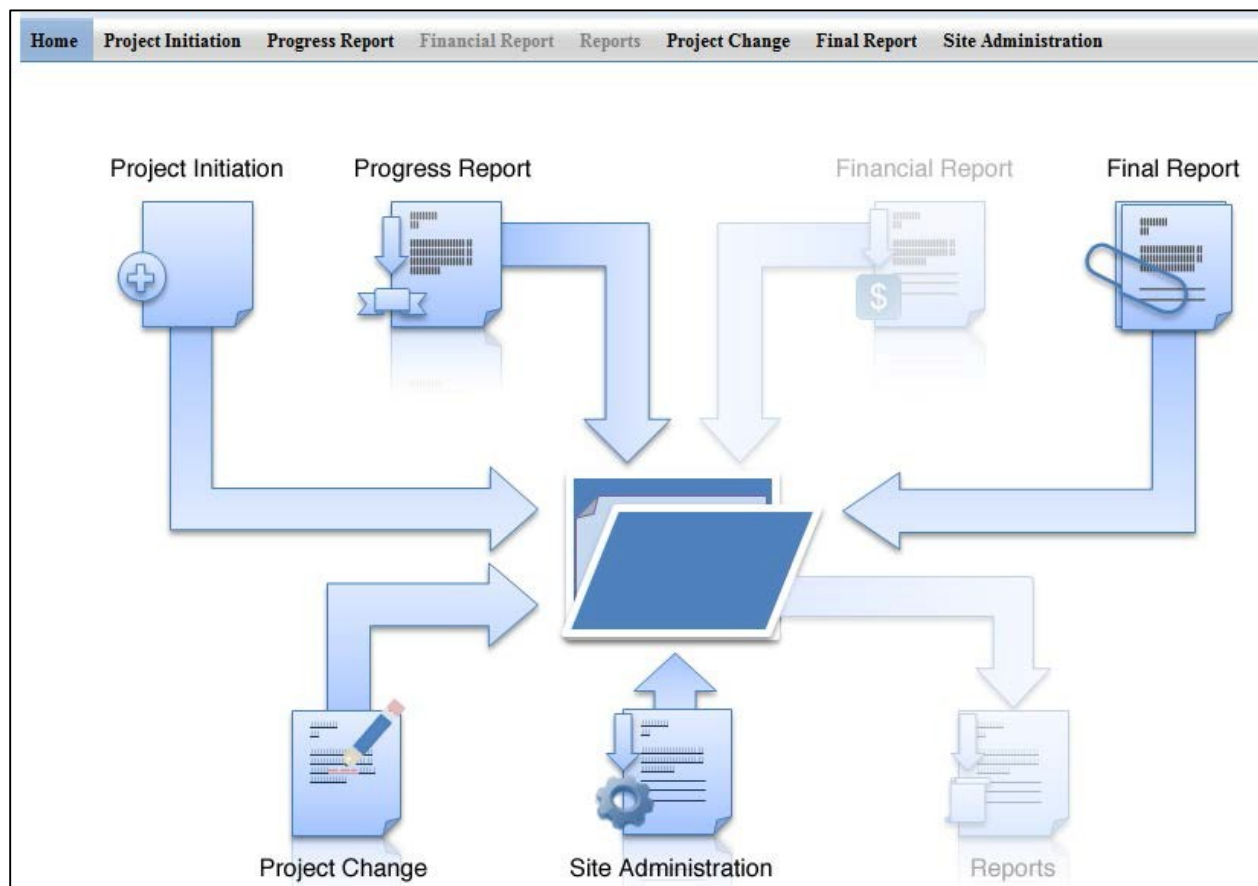 Home Project Initiation Progress Report Financial Report Reports Project Change Final Report Site Administration
Project Initiation Progress Report Financial Report Final Report
$
Project Change Site Administration Reports